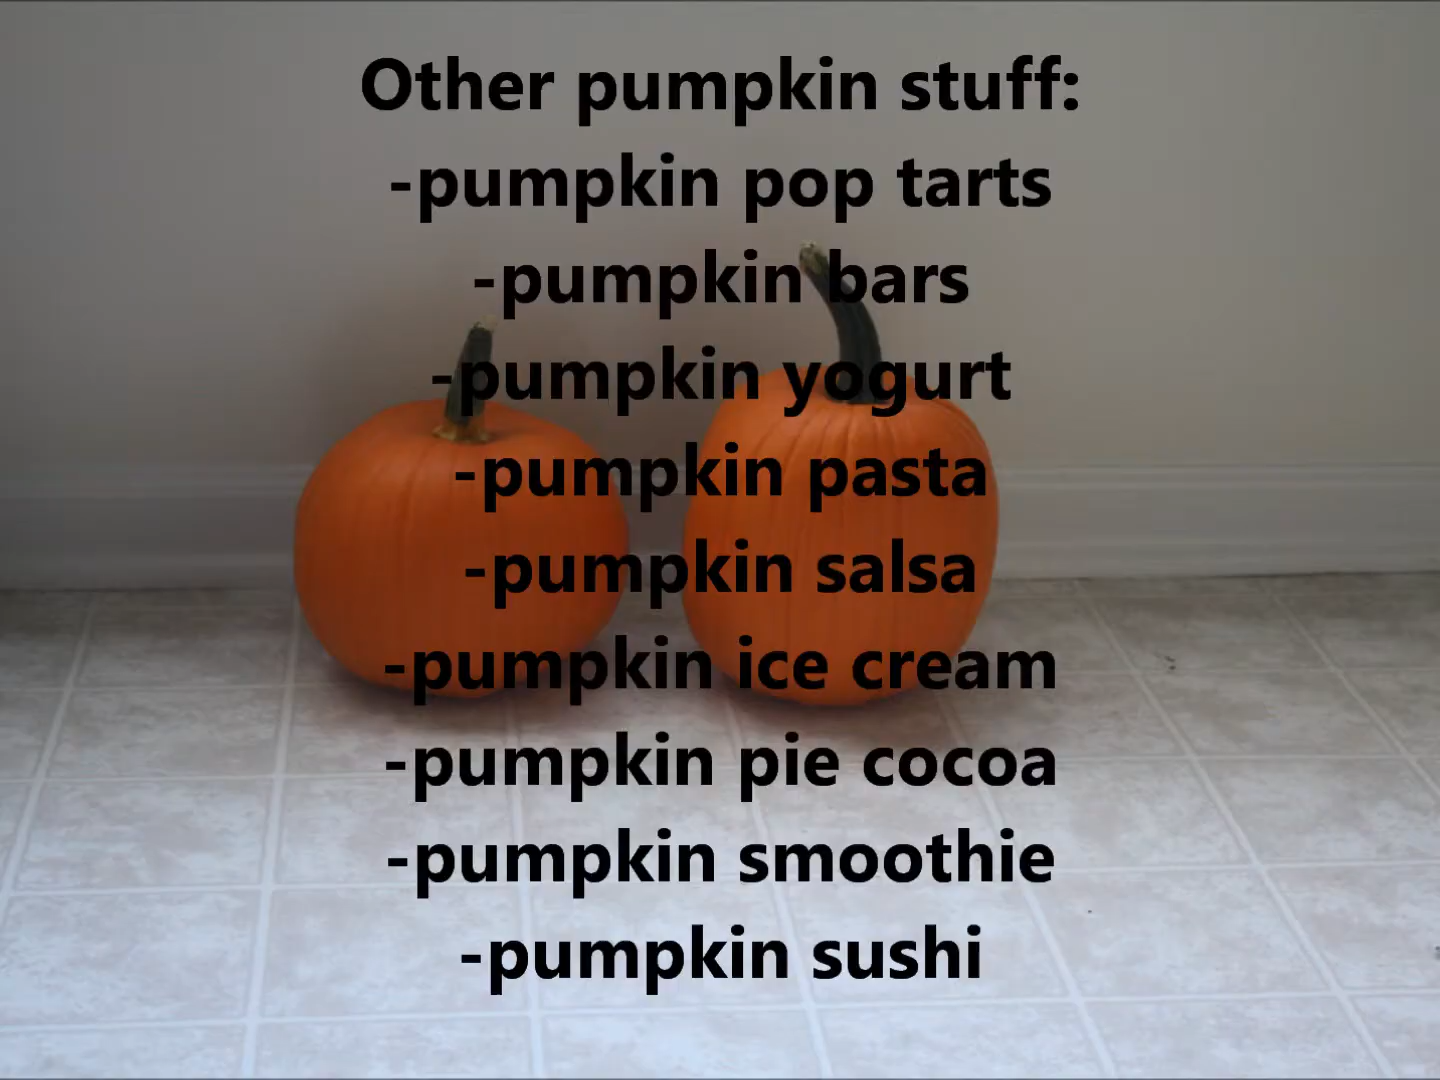 Other pumpkin stuff:
-pumpkin pop tarts
-pumpkin bars
-pumpkin yogurt
-pumpkin pasta
-pumpkin salsa
-pumpkin ice cream
-pumpkin pie cocoa
-pumpkin smoothie
-pumpkin sushi